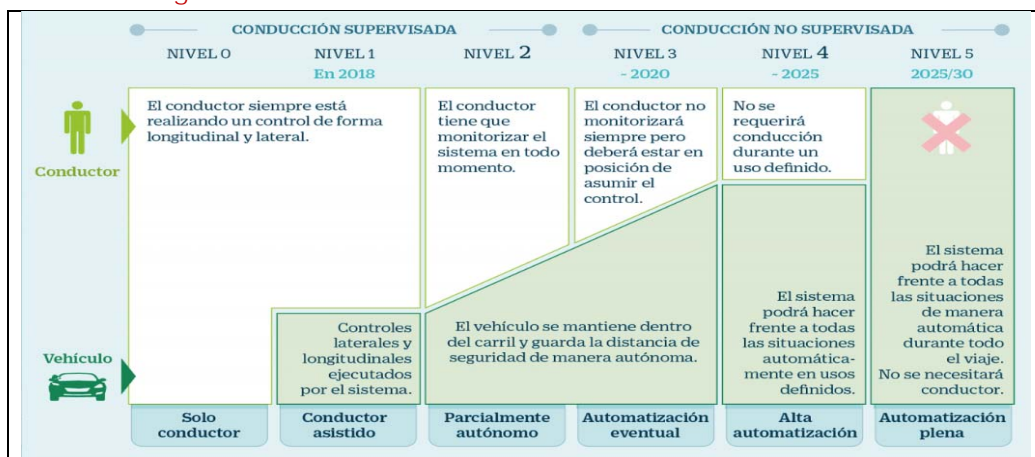 CONDUCCIÓN SUPERVISADA
CONDUCCIÓN NO SUPERVISADA
NIVEL 0
NIVEL 1
En 2018
NIVEL 2
NIVEL 3
- 2020
NIVEL 4
- 2025
NIVEL 5
2025/30
Conductor
El conductor siempre está
realizando un control de forma
longitudinal y lateral.
El conductor
tiene que
monitorizar el
sistema en todo
momento.
El conductor no
monitorizará
siempre pero
deberá estar en
posición de
asumir el
control.
No se
requerirá
conducción
durante un
uso definido.
Vehículo
Controles
laterales y
longitudinales
ejecutados
por el sistema.
El vehículo se mantiene dentro
del carril y guarda la distancia de
seguridad de manera autónoma.
El sistema
podrá hacer
frente a todas
las situaciones
automática-
mente en usos
definidos.
El sistema
podrá hacer
frente a todas
las situaciones
de manera
automática
durante todo
el viaje.
No se necesitará
conductor.
Solo
conductor
Conductor
asistido
Parcialmente
autónomo
Automatización
eventual
Alta
automatización
Automatización
plena